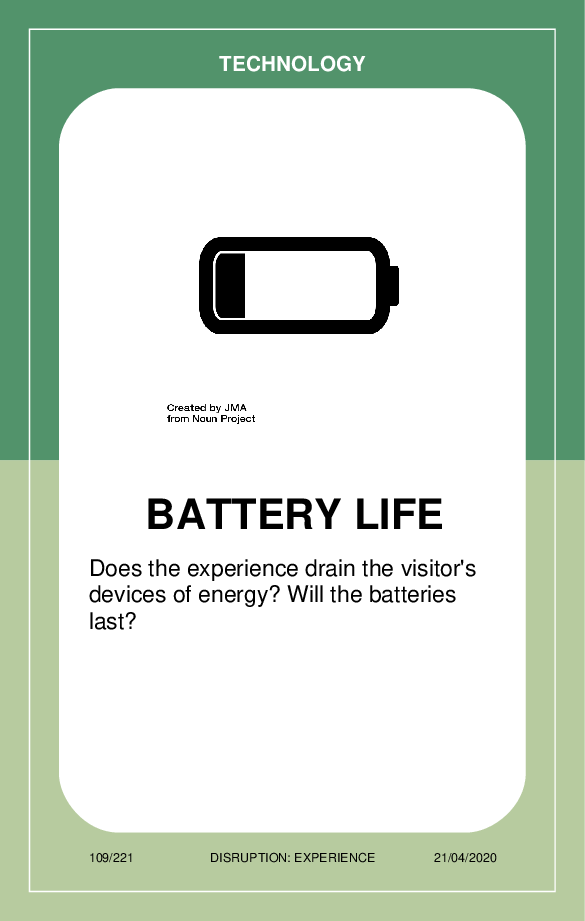 TECHNOLOGY
Created by JMA
from Noun Project
BATTERY LIFE
Does the experience drain the visitor's
devices of energy? Will the batteries
last?
109/221 DISRUPTION: EXPERIENCE 21/04/2020